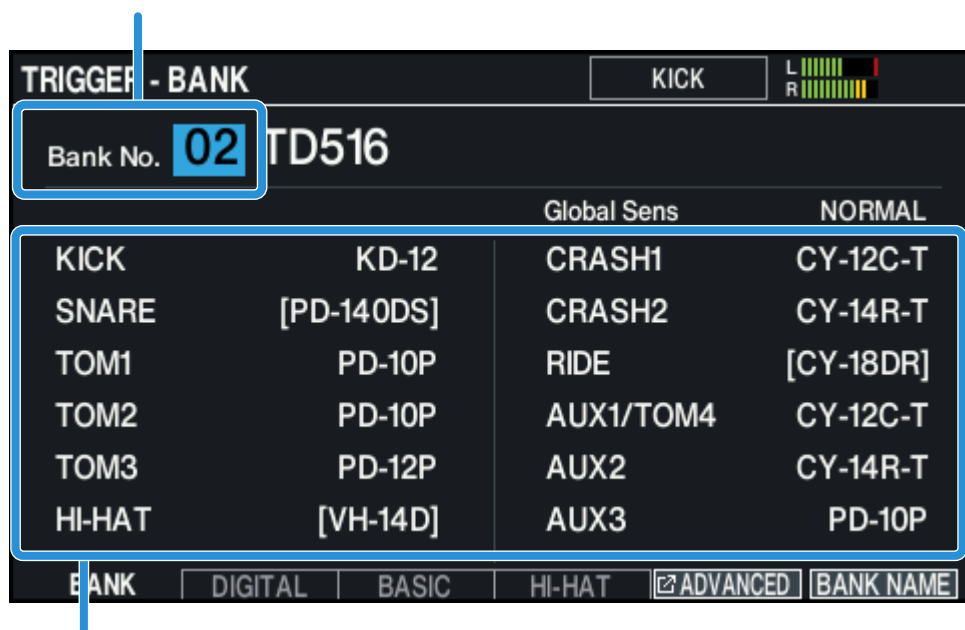 TRIGGER - BANK KICK L R
Bank No. 02 TD516
Global Sens NORMAL
KICK KD-12 CRASH1 CY-12C-T
SNARE [PD-140DS] CRASH2 CY-14R-T
TOM1 PD-10P RIDE [CY-18DR]
TOM2 PD-10P AUX1/TOM4 CY-12C-T
TOM3 PD-12P AUX2 CY-14R-T
HI-HAT [VH-14D] AUX3 PD-10P
BANK DIGITAL BASIC HI-HAT ADVANCED BANK NAME